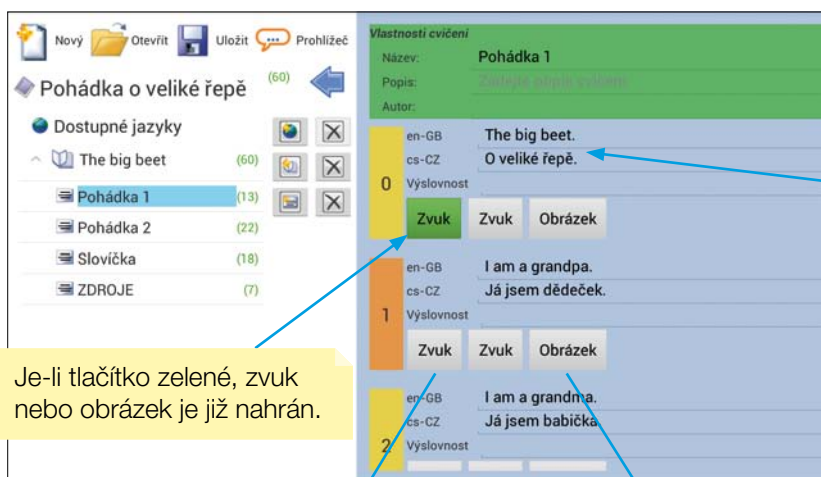 Nový Otevřít Uložit Prohlížeč
Pohádka o veliké řepě (60)
Dostupné jazyky
The big beet (60)
Pohádka 1 (13)
Pohádka 2 (22)
Slovíčka (18)
ZDROJE (7)
Je-li tlačítko zelené, zvuk
nebo obrázek je již nahrán.
Vlastnosti cvičení
Název: Pohádka 1
Popis: Zadejte popis cvičení
Autor:
0
en-GB The big beet.
cs-CZ O veliké řepě.
Výslovnost
Zvuk Zvuk Obrázek
1
en-GB I am a grandpa.
cs-CZ Já jsem dědeček.
Výslovnost
Zvuk Zvuk Obrázek
2
en-GB I am a grandma.
cs-CZ Já jsem babička
Výslovnost